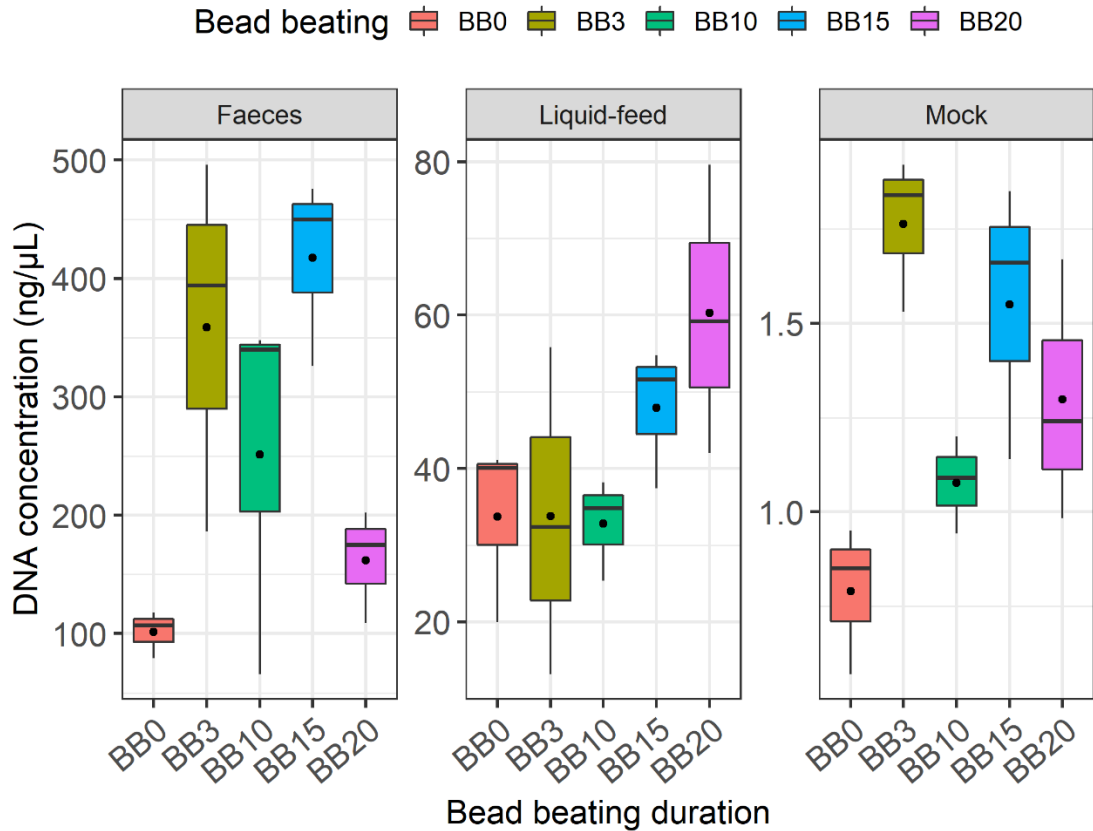 Bead beating BB0 BB3 BB10 BB15 BB20
Faeces Liquid-feed Mock
DNA concentration (ng/µL)
500
400
300
200
100
80
60
40
20
1.5
1.0
BB0 BB3 BB10 BB15 BB20 BB0 BB3 BB10 BB15 BB20 BB0 BB3 BB10 BB15 BB20
Bead beating duration